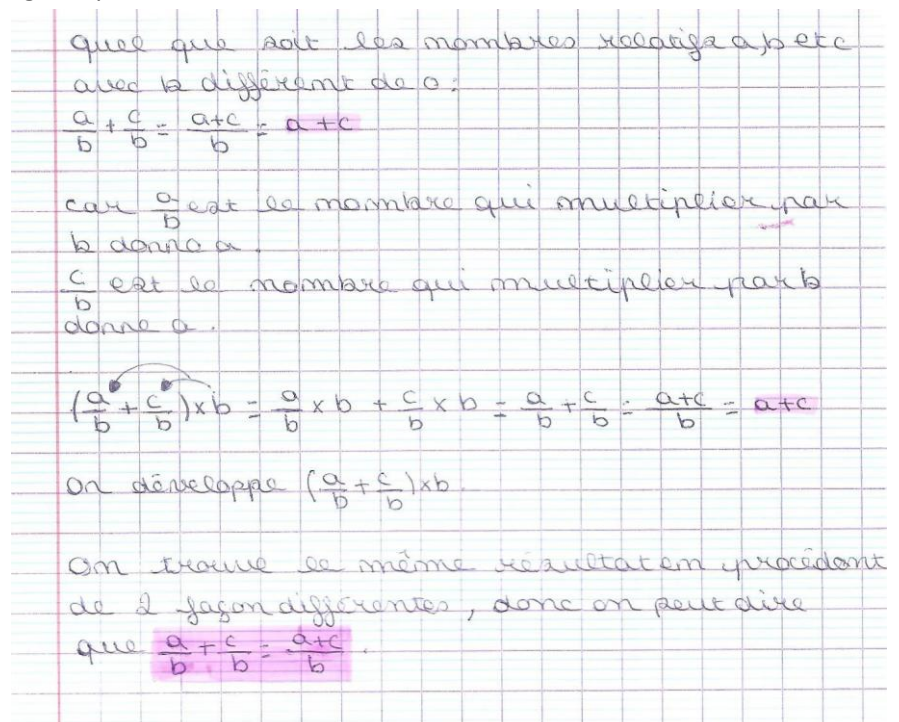 quel que soit les nombres relatifs a,b et c
avec b différent de 0:
a/b + c/b = a+c/b = a + c
car a/b est le nombre qui multiplier par
b donne a.
c/b est le nombre qui multiplier par b
donne a.
(a/b + c/b) x b = a/b x b + c/b x b = a/b + c/b = a+c/b = a+c
on développe (a/b + c/b) x b.
On trouve le même résultat en procédant
de 2 façon différentes, donc on peut dire
que a/b + c/b = a+c/b.